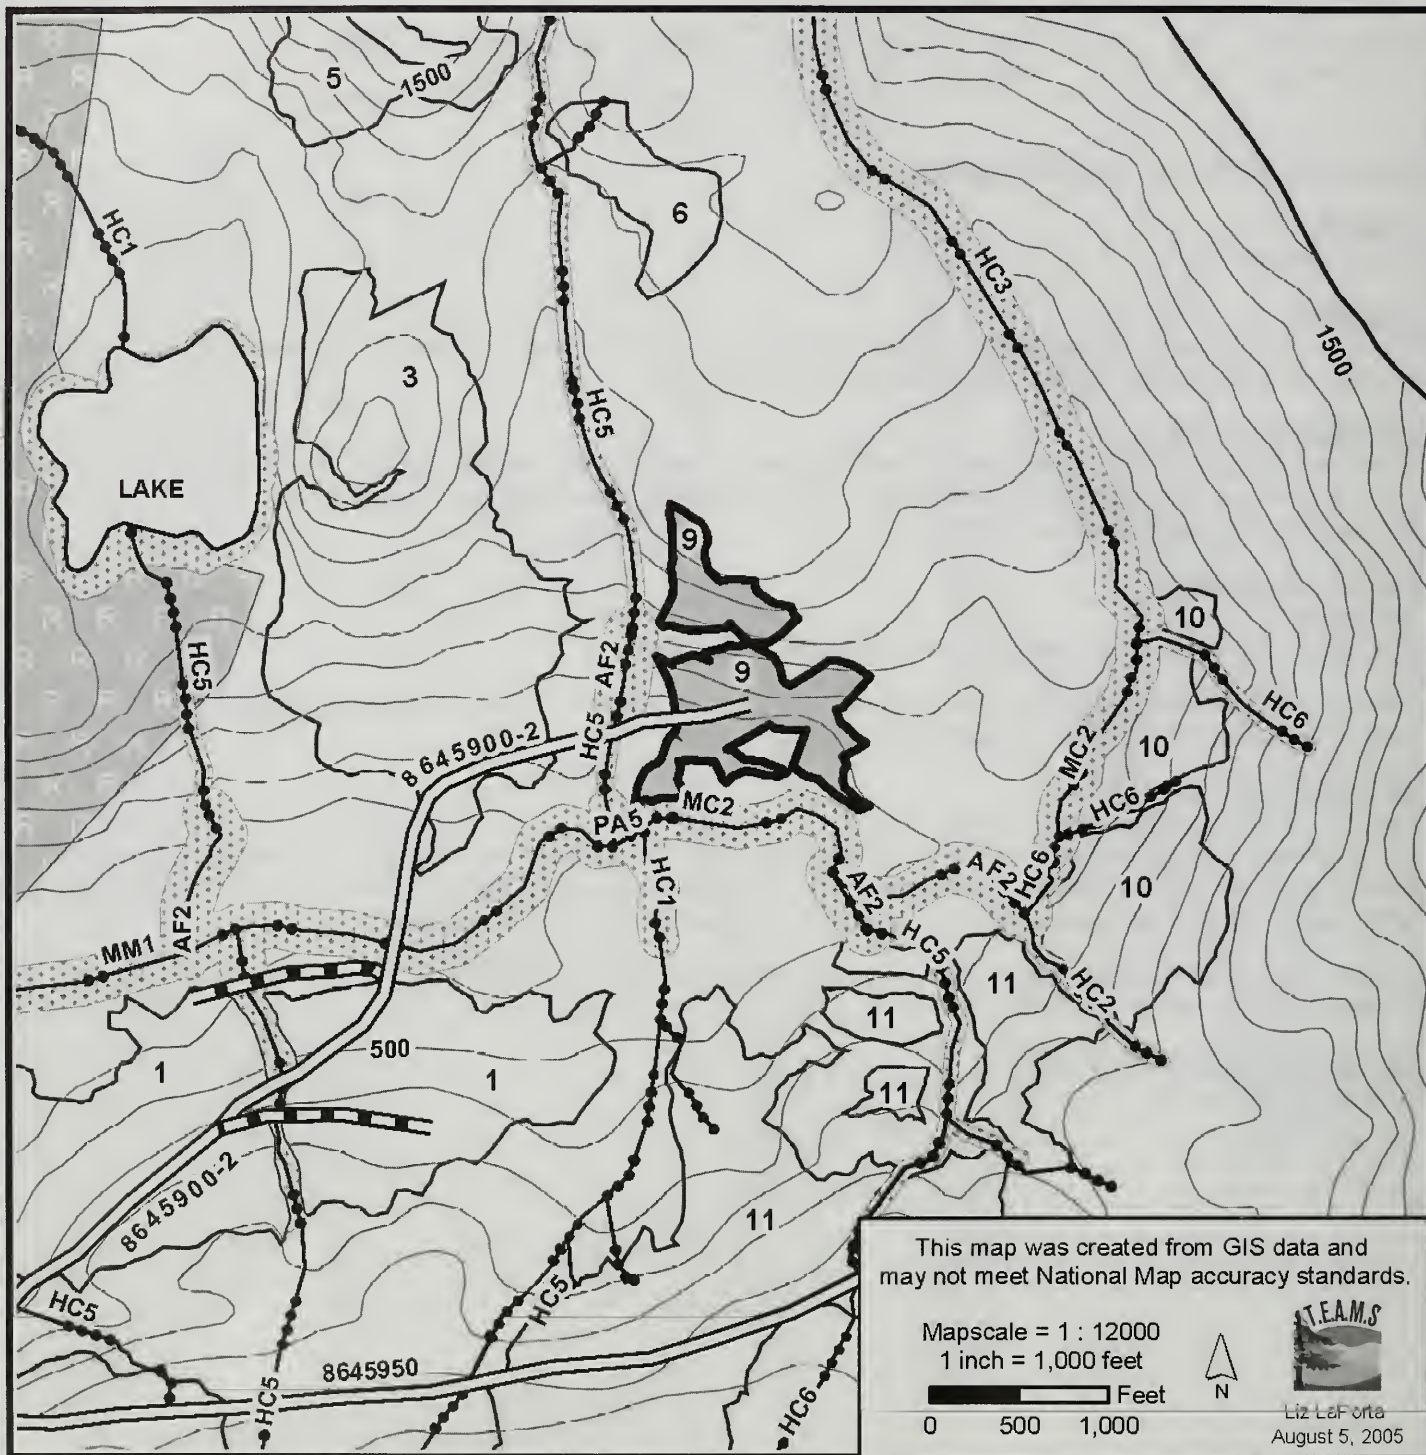 5
1500
HC1
6
HC3
1500
3
HC5
LAKE
9
10
HC5
AF2
9
HC6
HC5
8645900-2
MC2
10
HC6
MC2
PA5
HC1
AF2
AF2
HC6
10
AF2
MM1
HC5
11
HC2
11
500
1
1
11
8645900-2
11
HC5
HC5
8645950
HC5
HC6
This map was created from GIS data and
may not meet National Map accuracy standards.
Mapscale = 1 : 12000
1 inch = 1,000 feet
Feet
0 500 1,000
N
T.E.A.M.S
Liz LaPorta
August 5, 2005